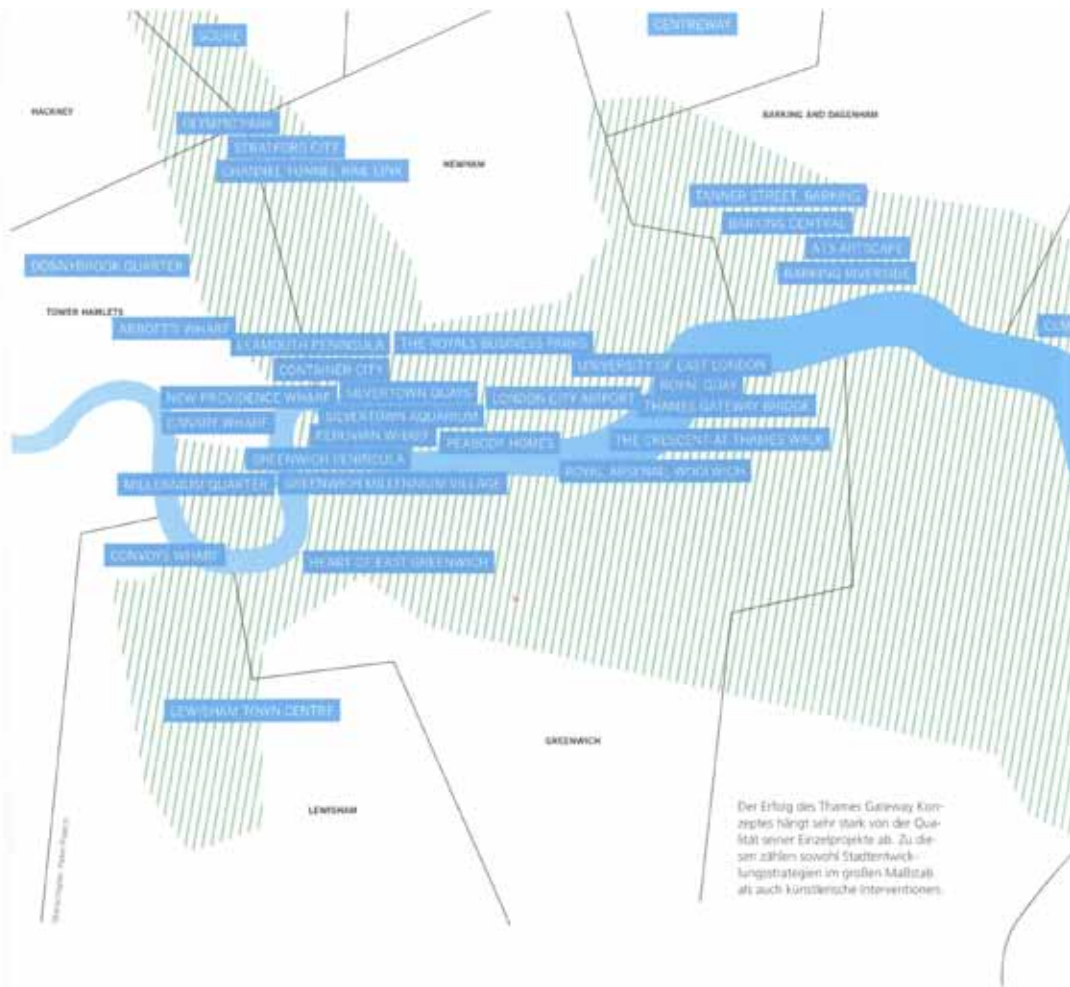 CENTREWAY
HACKNEY
BARKING AND DAGENHAM
OLYMPIC PARK
STRATFORD CITY
NEWHAM
CHANNEL TUNNEL RAIL LINK
TANNER STREET, BARKING
BARKING CENTRAL
A13 ARTSCAPE
DONNYBROOK QUARTER
BARKING RIVERSIDE
TOWER HAMLETS
ABBOTT'S WHARF
LEAMOUTH PENINSULA
THE ROYALS BUSINESS PARKS
CONTAINER CITY
UNIVERSITY OF EAST LONDON
NEW PROVIDENCE WHARF
SILVERTOWN QUAYS
LONDON CITY AIRPORT
ROYAL QUAY
THAMES GATEWAY BRIDGE
CANARY WHARF
SILVERTOWN AQUARIUM
PEABODY HOMES
THE CRESCENT AT THAMES WALK
GREENWICH PENINCULA
ROYAL ARSENAL, WOOLWICH
MILLENNIUM QUARTER
GREENWICH MILLENNIUM VILLAGE
CONVOYS WHARF
HEART OF EAST GREENWICH
LEWISHAM TOWN CENTRE
GREENWICH
LEWISHAM
Der Erfolg des Thames Gateway Kon-
zeptes hängt sehr stark von der Qua-
lität seiner Einzelprojekte ab. Zu die-
sen zählen sowohl Stadtentwick-
lungsstrategien im großen Maßstab
als auch künstlerische Interventionen.